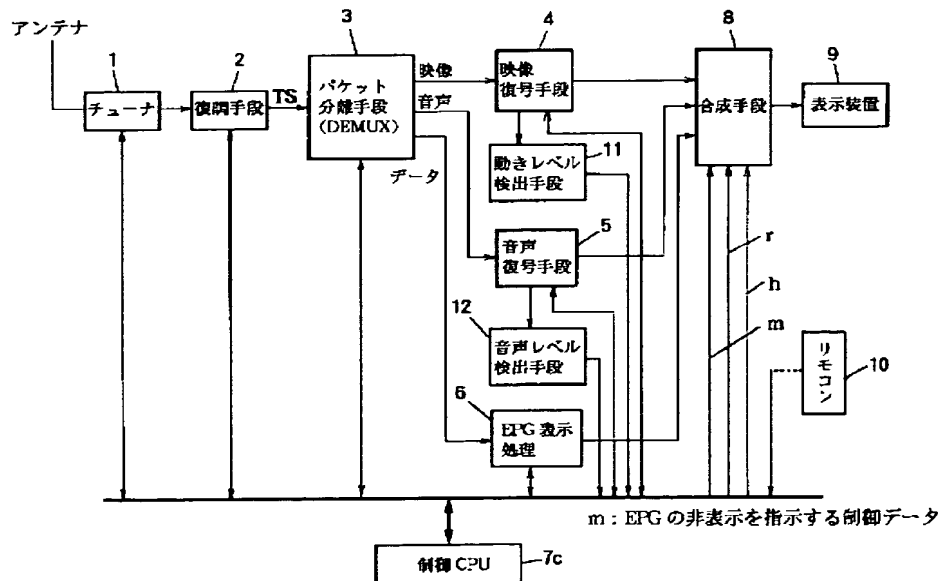 アンテナ
1
チューナ
2
復調手段
TS
3
パケット
分離手段
(DEMUX)
映像
音声
データ
4
映像
復号手段
11
動きレベル
検出手段
5
音声
復号手段
12
音声レベル
検出手段
6
EPG 表示
処理
8
合成手段
9
表示装置
r
h
m
リモコン
10
m : EPG の非表示を指示する制御データ
制御 CPU
7c